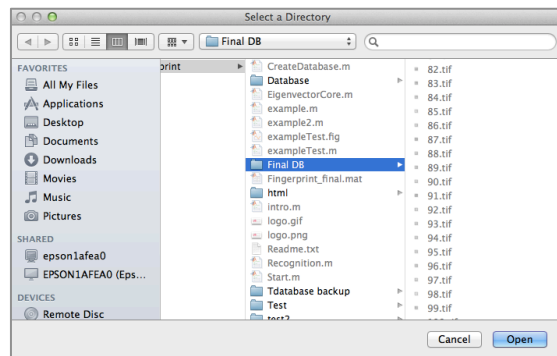 Select a Directory
Final DB
FAVORITES
All My Files
Applications
Desktop
Documents
Downloads
Movies
Music
Pictures
SHARED
epson1afea0
EPSON1AFEA0 (Eps...
DEVICES
Remote Disc
print
CreateDatabase.m
Database
EigenvectorCore.m
example.m
example2.m
exampleTest.fig
exampleTest.m
Final DB
Fingerprint_final.mat
html
intro.m
logo.gif
logo.png
Readme.txt
Recognition.m
Start.m
Tdatabase backup
Test
test2
82.tif
83.tif
84.tif
85.tif
86.tif
87.tif
88.tif
89.tif
90.tif
91.tif
92.tif
93.tif
94.tif
95.tif
96.tif
97.tif
98.tif
99.tif
Cancel
Open